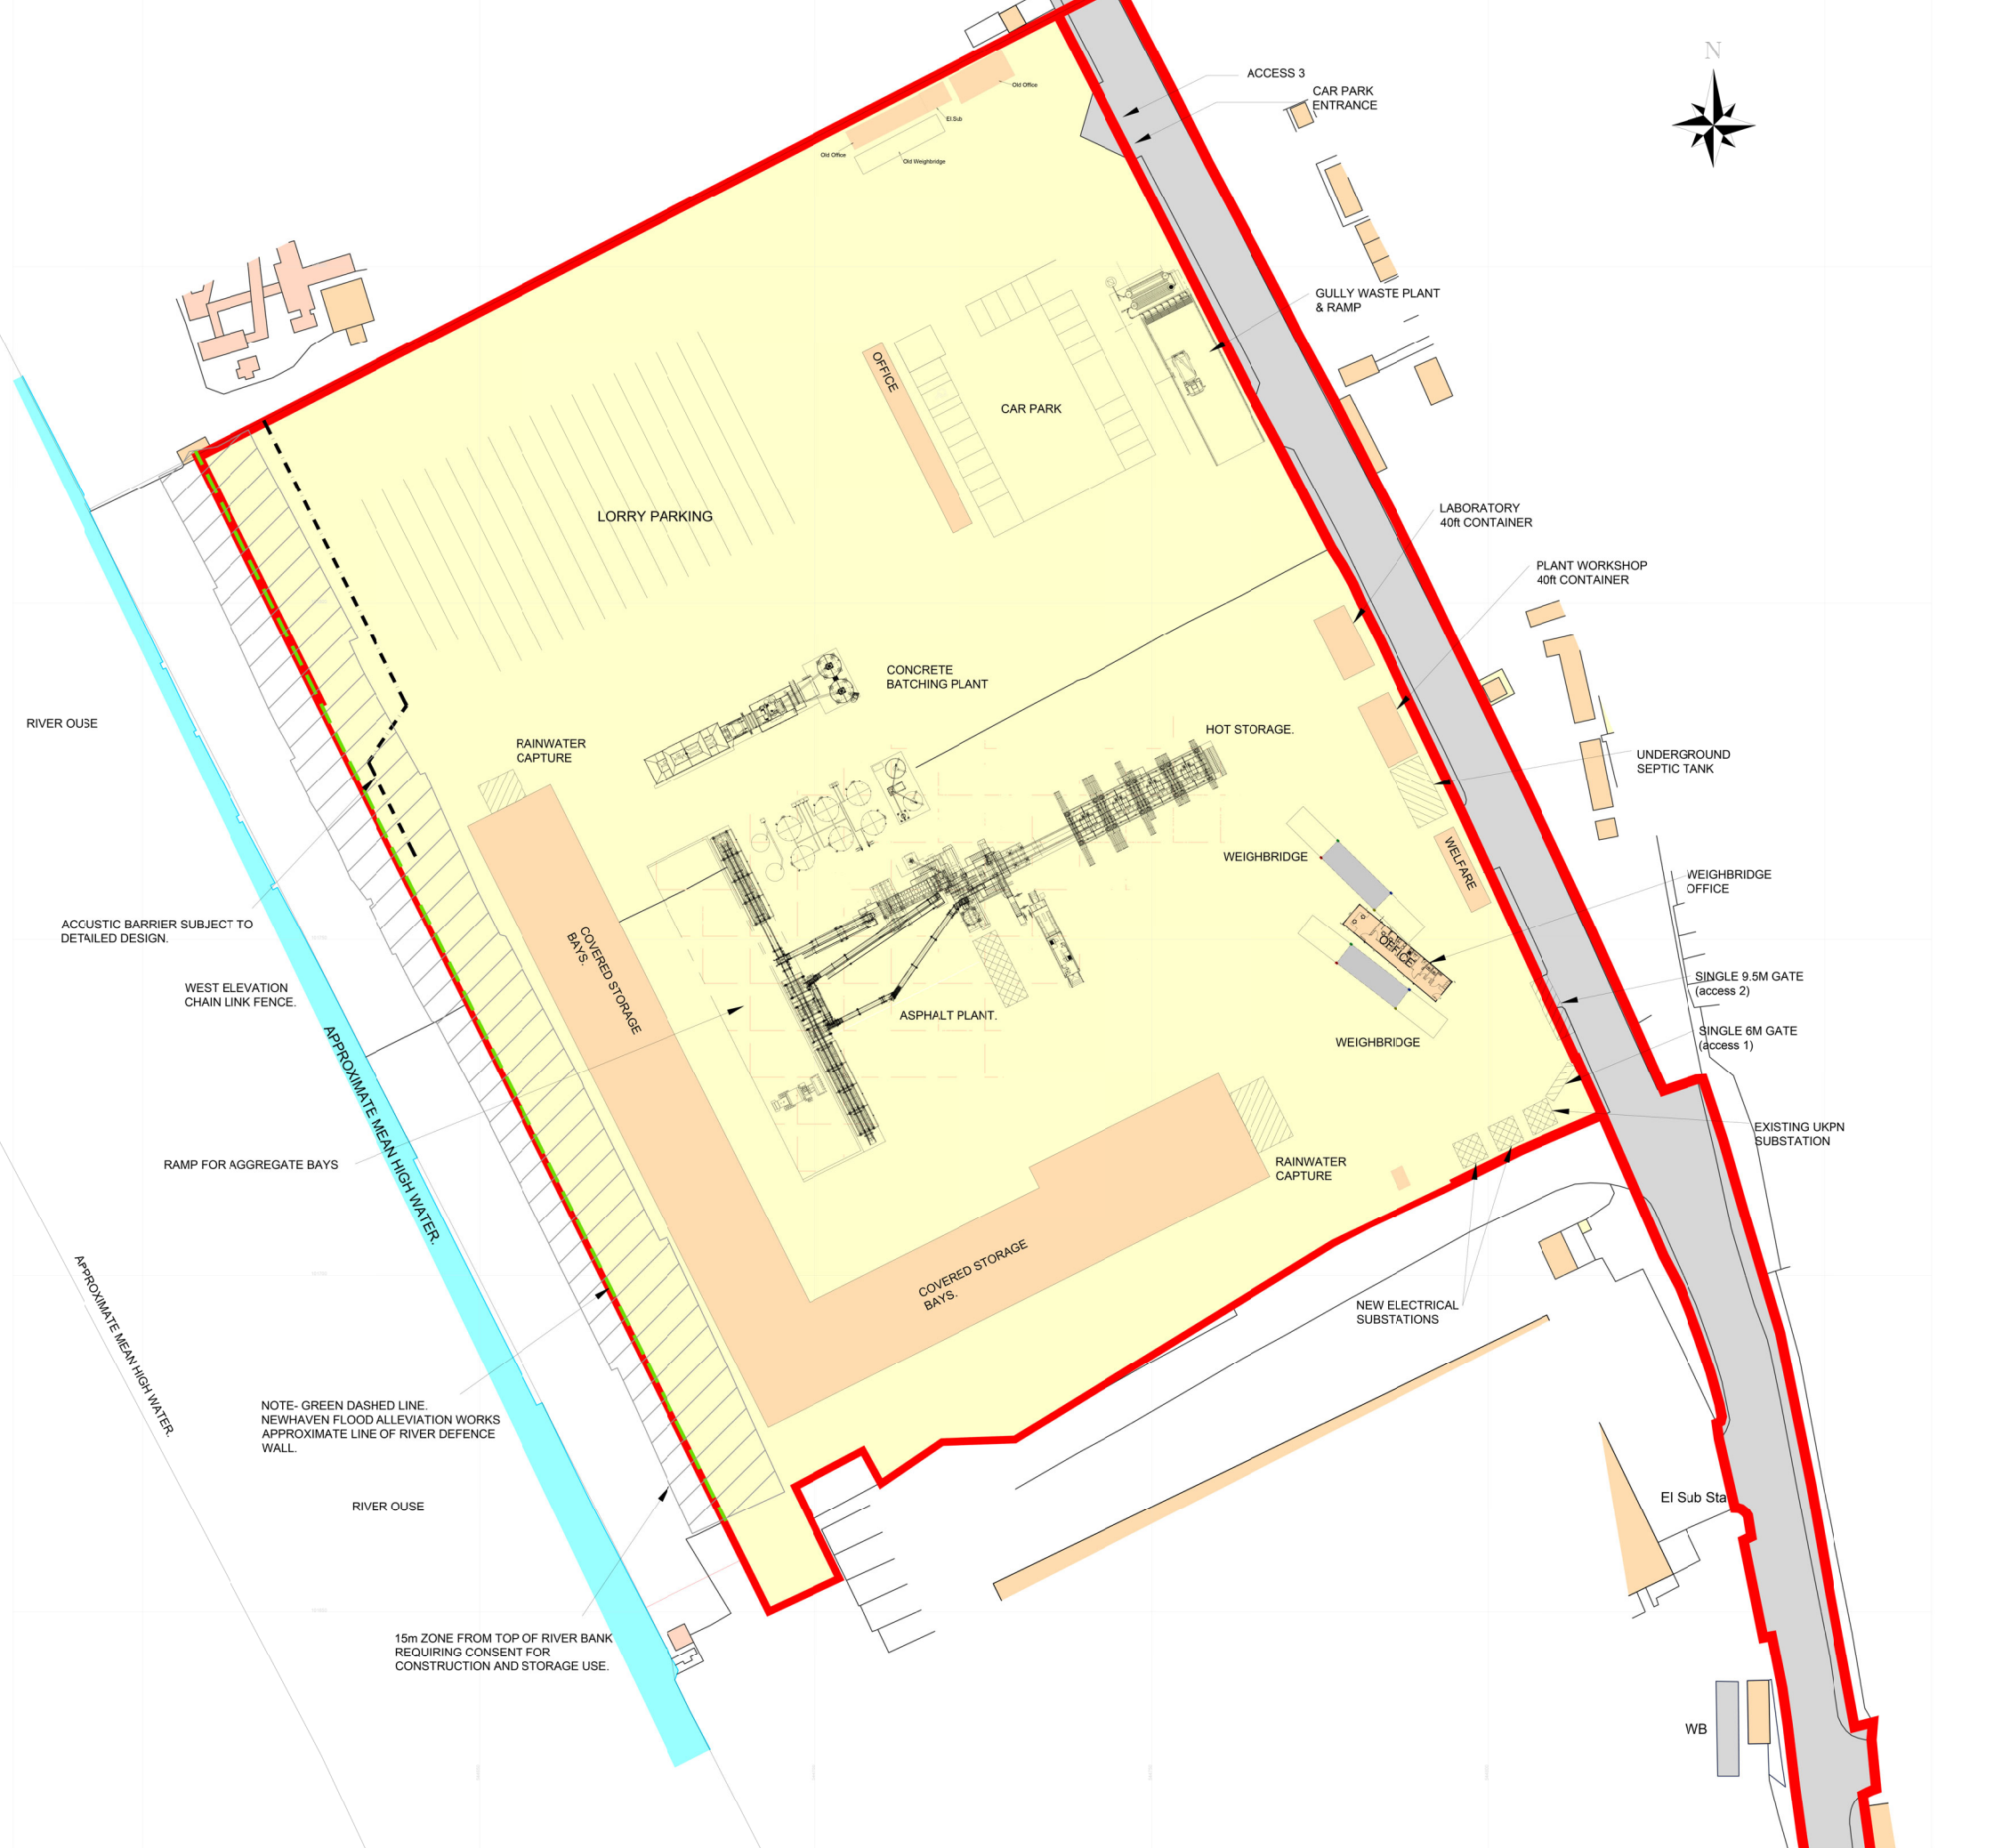 N
ACCESS 3
CAR PARK
ENTRANCE
Old Office
El.Sub
Old Office
Old Weighbridge
GULLY WASTE PLANT
& RAMP
OFFICE
CAR PARK
LORRY PARKING
LABORATORY
40ft CONTAINER
PLANT WORKSHOP
40ft CONTAINER
CONCRETE
BATCHING PLANT
RIVER OUSE
RAINWATER
CAPTURE
HOT STORAGE.
UNDERGROUND
SEPTIC TANK
WEIGHBRIDGE
WELFARE
WEIGHBRIDGE
OFFICE
OFFICE
ACCUSTIC BARRIER SUBJECT TO
DETAILED DESIGN.
COVERED STORAGE
BAYS.
WEST ELEVATION
CHAIN LINK FENCE.
SINGLE 9.5M GATE
(access 2)
ASPHALT PLANT.
SINGLE 6M GATE
(access 1)
WEIGHBRIDGE
APPROXIMATE MEAN HIGH WATER.
EXISTING UKPN
SUBSTATION
RAMP FOR AGGREGATE BAYS
RAINWATER
CAPTURE
COVERED STORAGE
BAYS.
APPROXIMATE MEAN HIGH WATER.
NEW ELECTRICAL
SUBSTATIONS
NOTE- GREEN DASHED LINE.
NEWHAVEN FLOOD ALLEVIATION WORKS
APPROXIMATE LINE OF RIVER DEFENCE
WALL.
RIVER OUSE
El Sub Sta
15m ZONE FROM TOP OF RIVER BANK
REQUIRING CONSENT FOR
CONSTRUCTION AND STORAGE USE.
WB